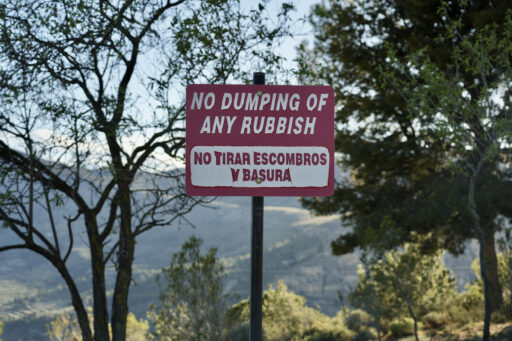 NO DUMPING OF
ANY RUBBISH
NO TIRAR ESCOMBROS
Y BASURA